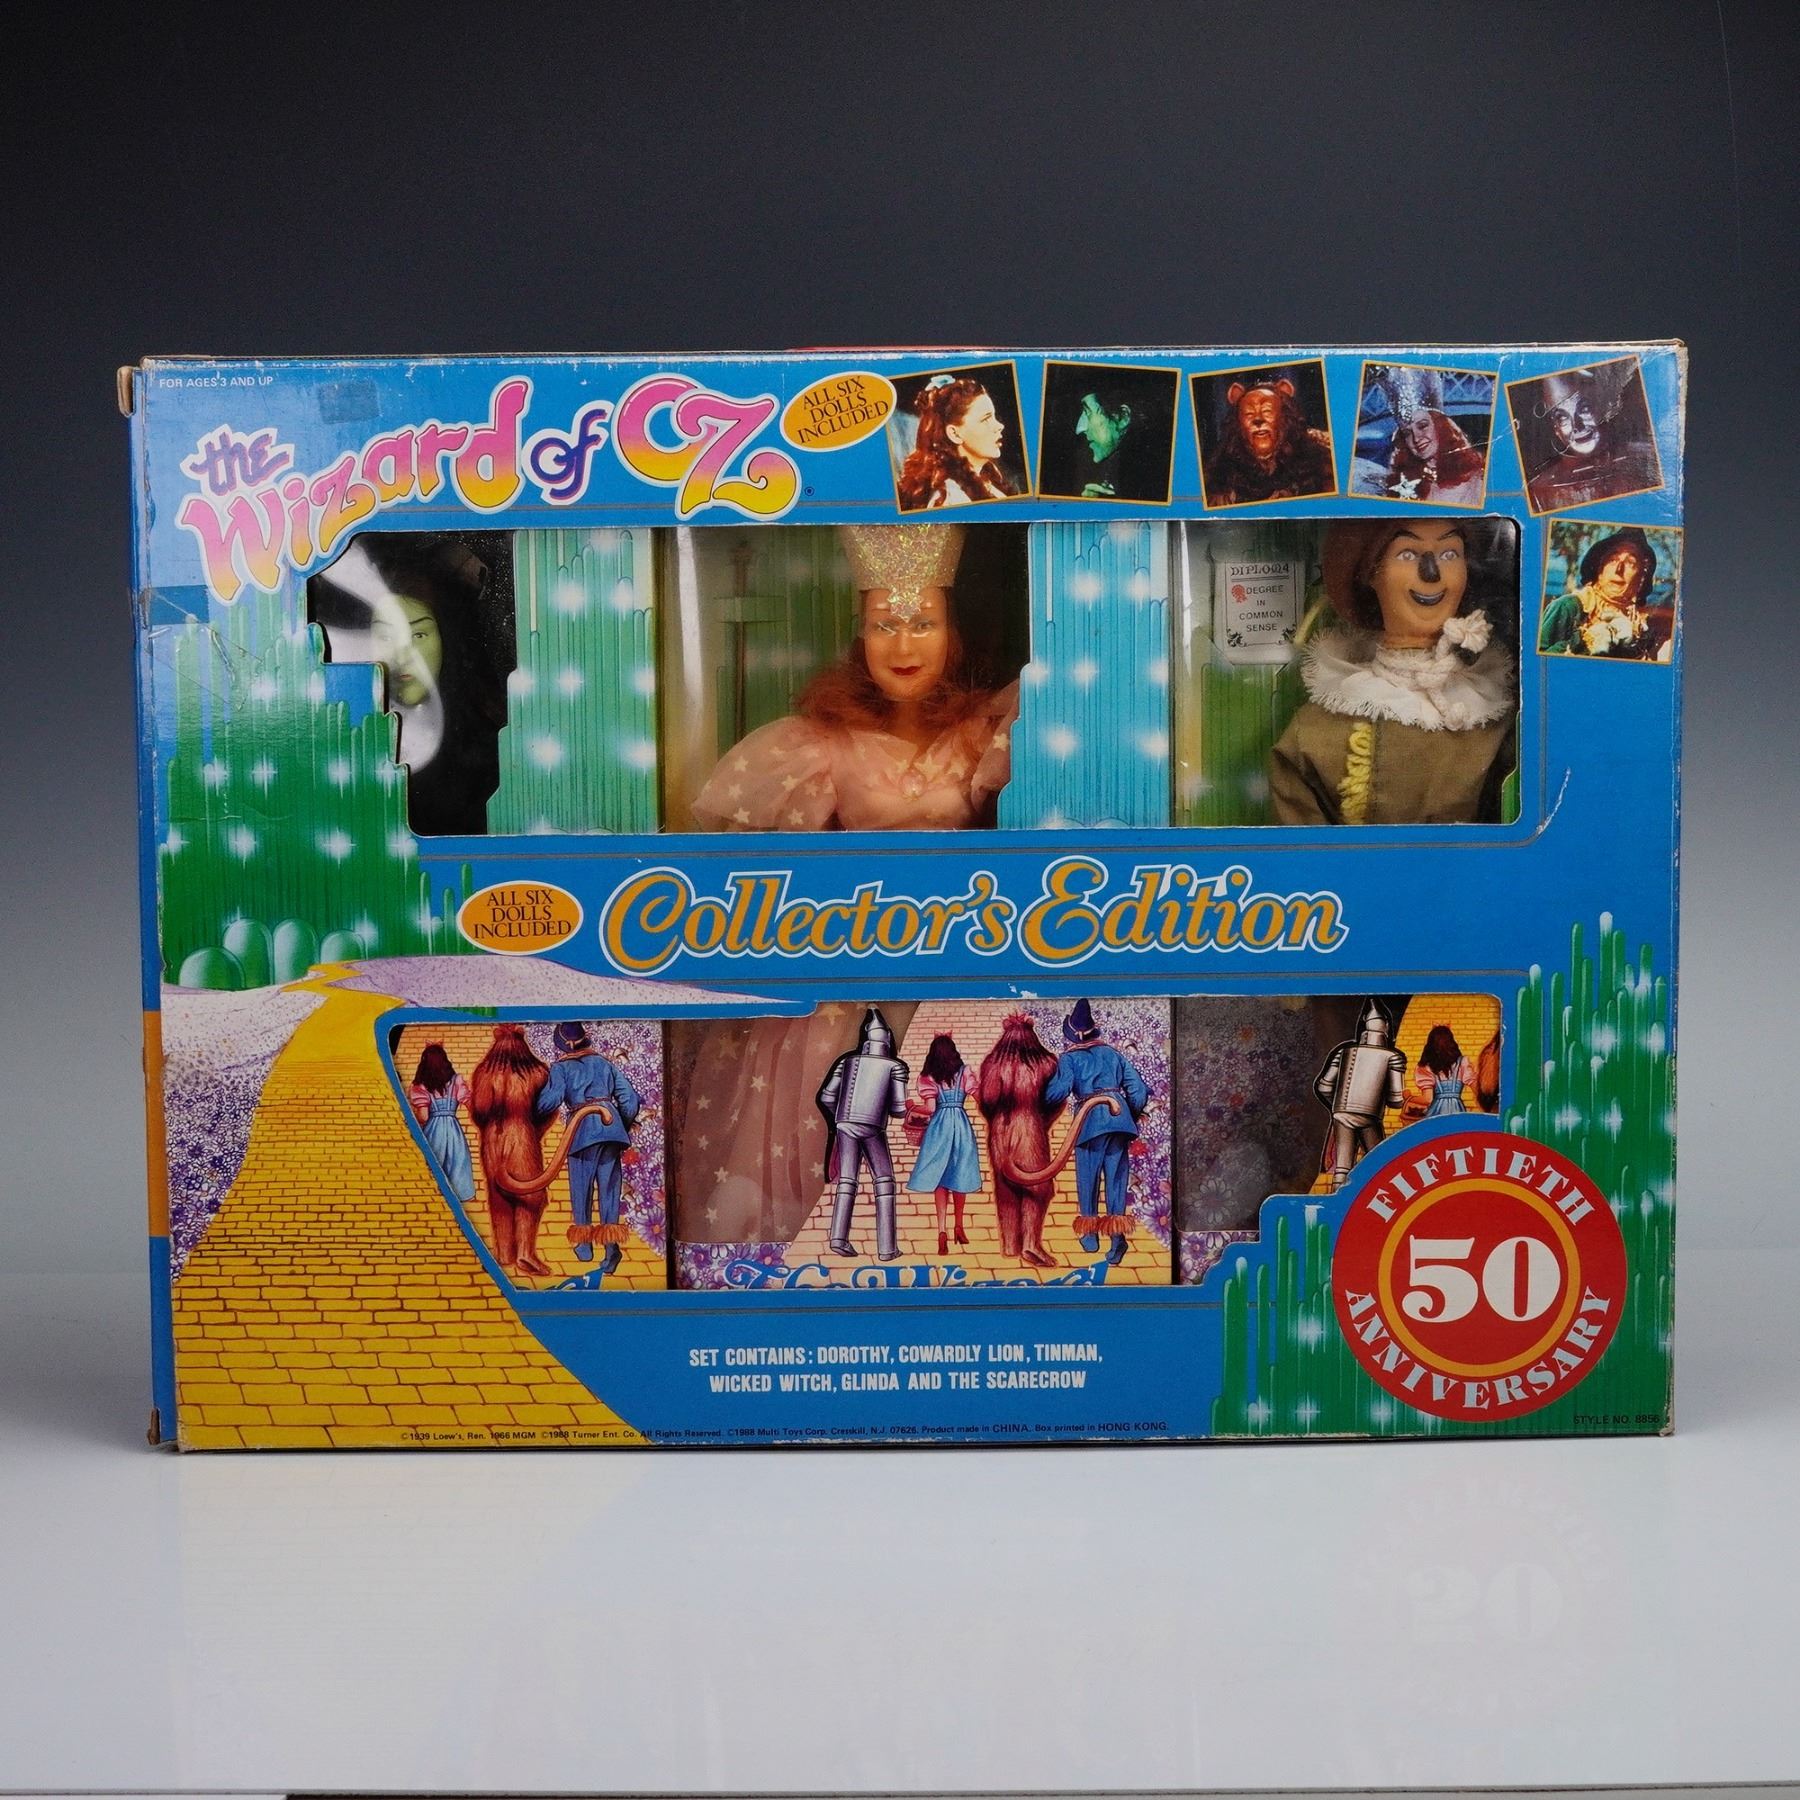 FOR AGES 3 AND UP
the
Wizard of OZ®
ALL SIX
DOLLS
INCLUDED
DIPLOMA
DEGREE
IN
COMMON
SENSE
ALL SIX
DOLLS
INCLUDED
Collector's Edition
The Wizard
FIFTIETH
50
ANNIVERSARY
SET CONTAINS: DOROTHY, COWARDLY LION, TINMAN,
WICKED WITCH, GLINDA AND THE SCARECROW
STYLE NO. 8856
©1939 Loew's, Ren. 1966 MGM ©1988 Turner Ent. Co. All Rights Reserved. ©1988 Multi Toys Corp. Cresskill, N.J. 07626. Product made in CHINA. Box printed in HONG KONG.